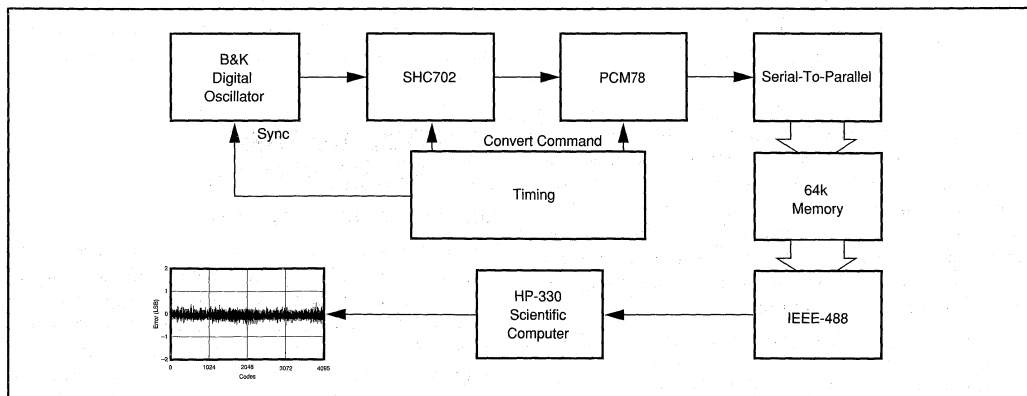 B&K
Digital
Oscillator
SHC702
PCM78
Serial-To-Parallel
Sync
Convert Command
Timing
64k
Memory
IEEE-488
HP-330
Scientific
Computer
Error (LSB)
2
1
0
–1
–2
0 1024 2048 3072 4095
Codes